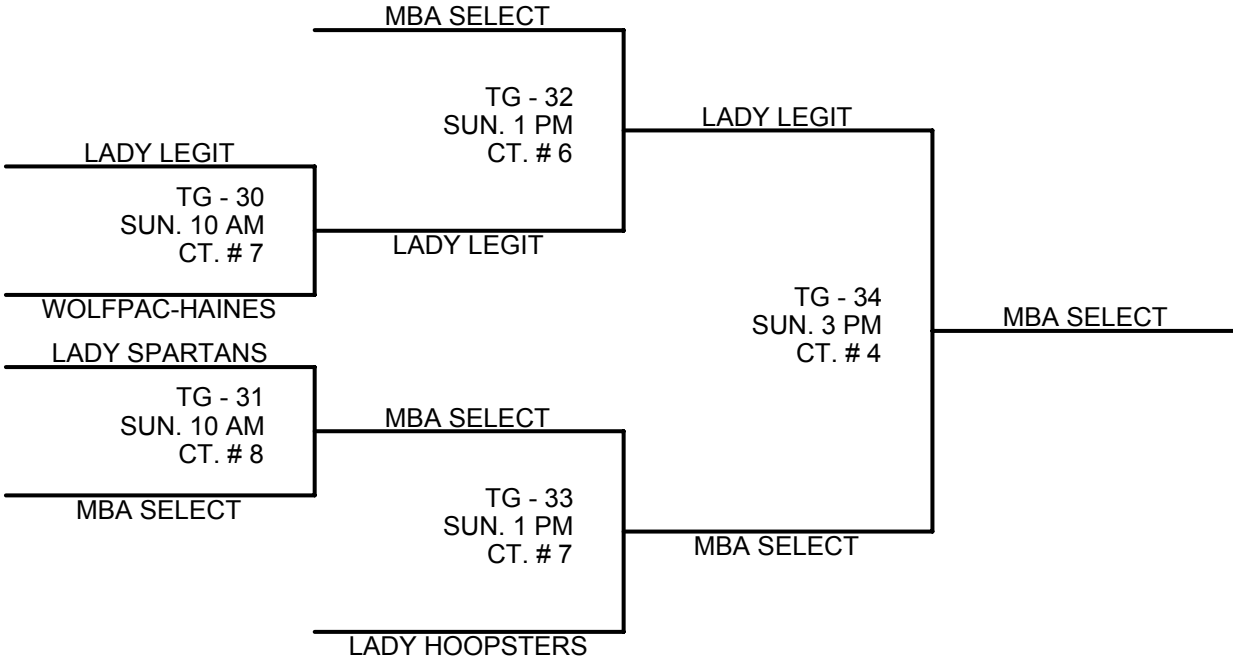 MBA SELECT
TG - 32
SUN. 1 PM
CT. # 6
LADY LEGIT
LADY LEGIT
TG - 30
SUN. 10 AM
CT. # 7
LADY LEGIT
WOLFPAC-HAINES
TG - 34
SUN. 3 PM
CT. # 4
MBA SELECT
LADY SPARTANS
TG - 31
SUN. 10 AM
CT. # 8
MBA SELECT
MBA SELECT
TG - 33
SUN. 1 PM
CT. # 7
MBA SELECT
LADY HOOPSTERS